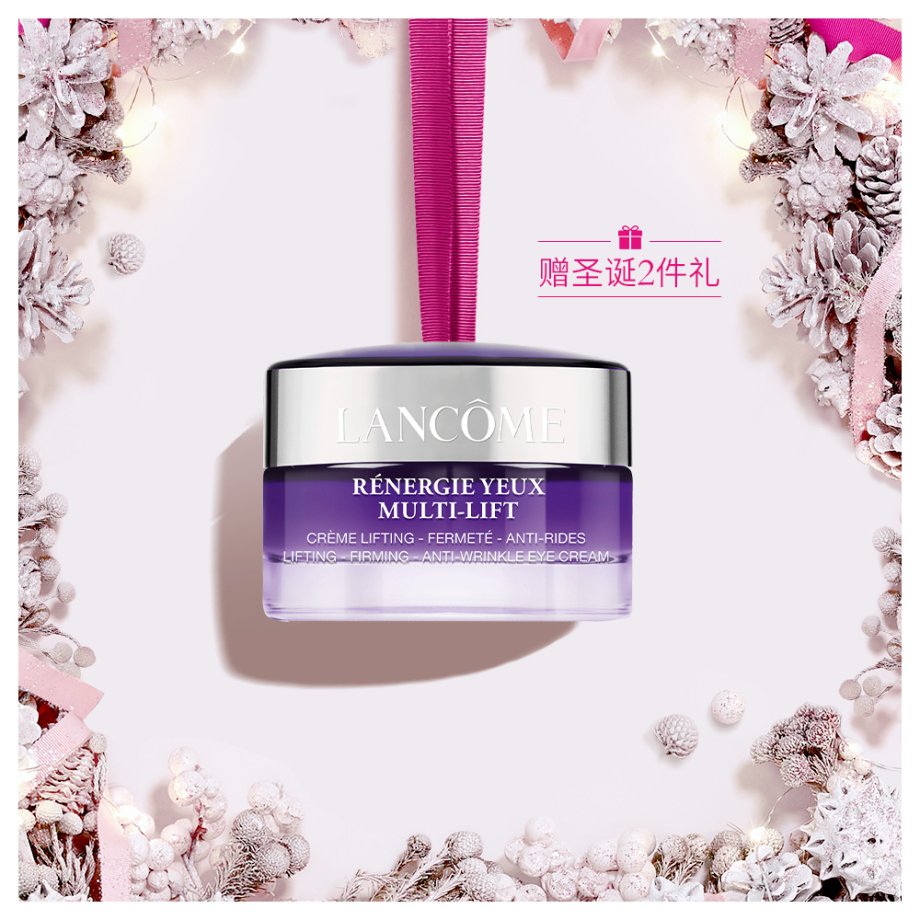 赠圣诞2件礼
LANCÔME
RÉNERGIE YEUX
MULTI-LIFT
CRÈME LIFTING - FERMETÉ - ANTI-RIDES
LIFTING - FIRMING - ANTI-WRINKLE EYE CREAM